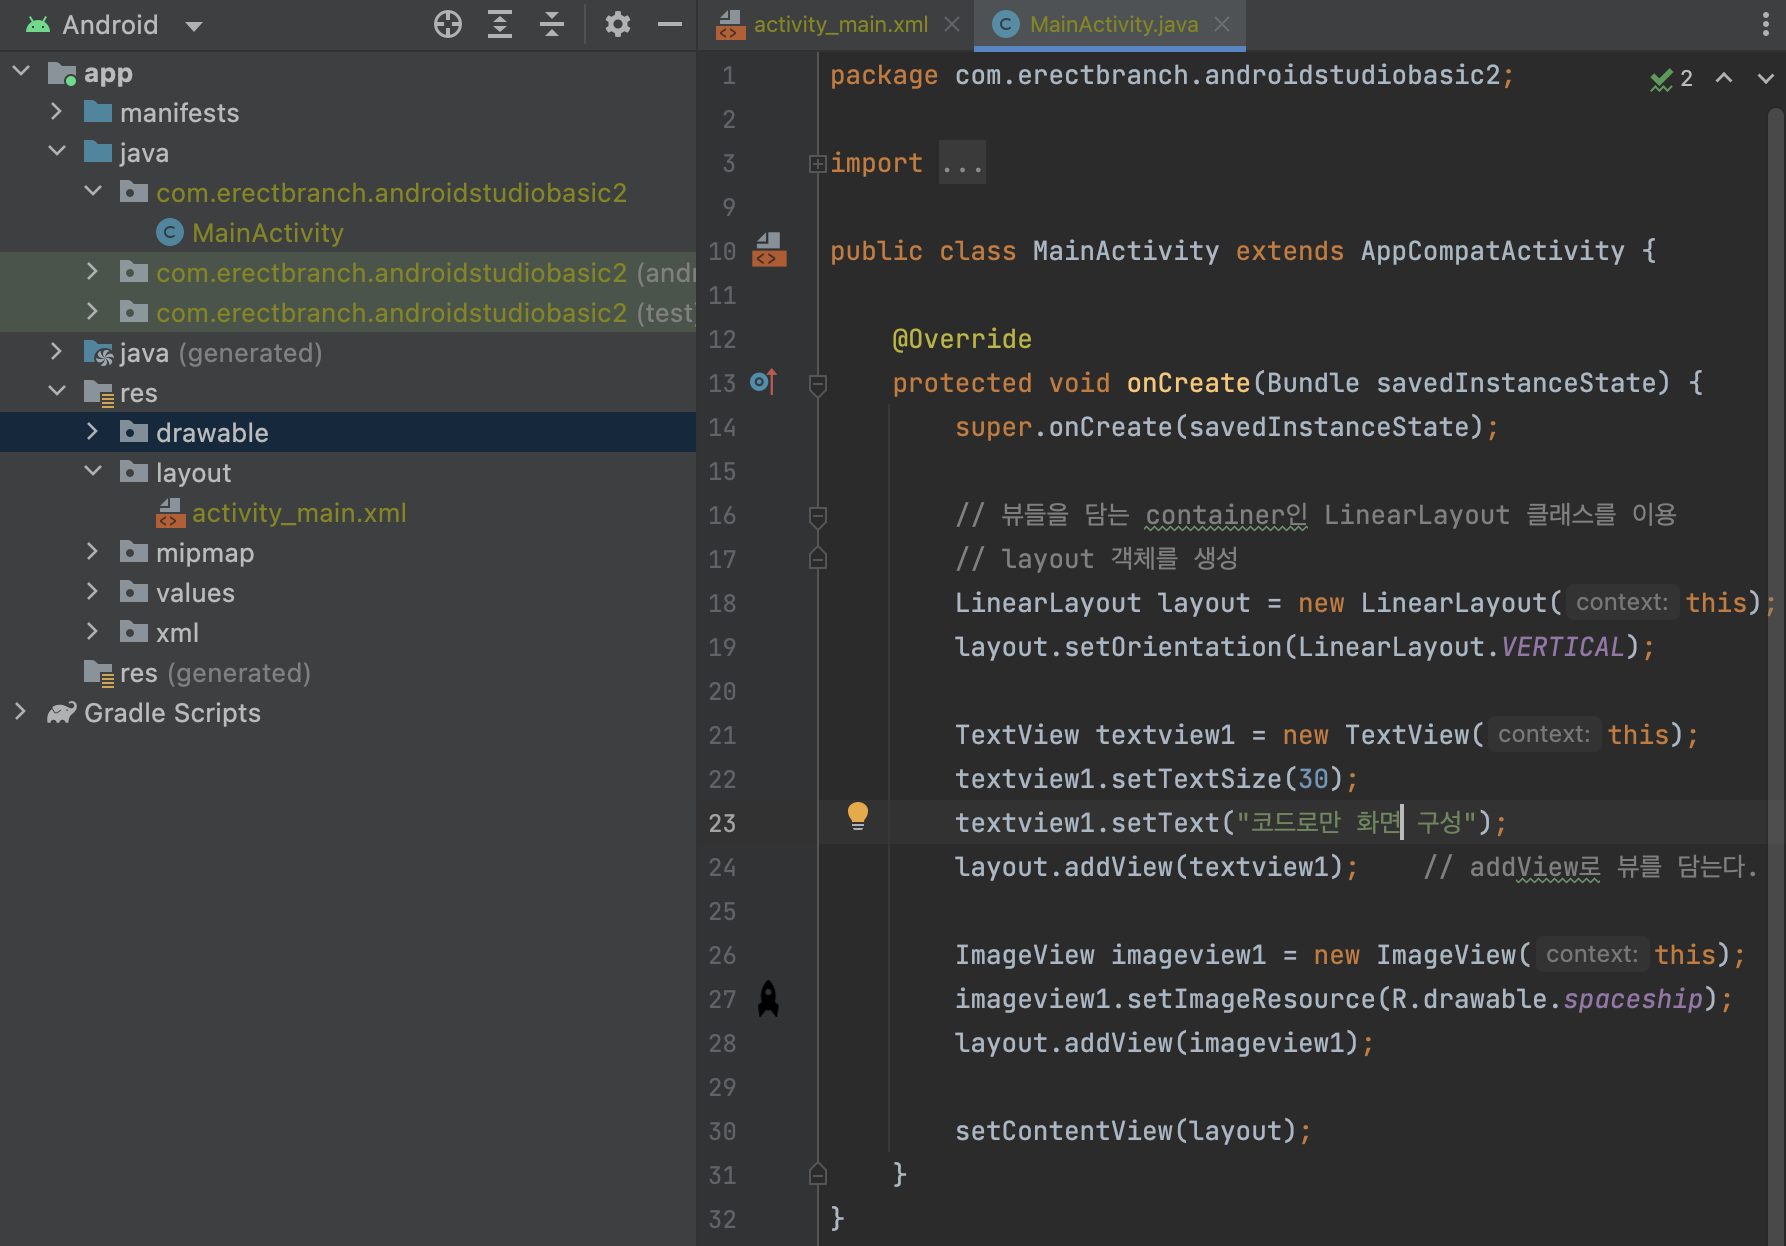 Android
app
manifests
java
com.erectbranch.androidstudiobasic2
MainActivity
com.erectbranch.androidstudiobasic2 (andr
com.erectbranch.androidstudiobasic2 (test
java (generated)
res
drawable
layout
activity_main.xml
mipmap
values
xml
res (generated)
Gradle Scripts
activity_main.xml
MainActivity.java
2
1 package com.erectbranch.androidstudiobasic2;
2
3 import ...
9
10 public class MainActivity extends AppCompatActivity {
11
12 @Override
13 protected void onCreate(Bundle savedInstanceState) {
14 super.onCreate(savedInstanceState);
15
16 // 뷰들을 담는 container인 LinearLayout 클래스를 이용
17 // layout 객체를 생성
18 LinearLayout layout = new LinearLayout( context: this);
19 layout.setOrientation(LinearLayout.VERTICAL);
20
21 TextView textview1 = new TextView( context: this);
22 textview1.setTextSize(30);
23 textview1.setText("코드로만 화면 구성");
24 layout.addView(textview1); // addView로 뷰를 담는다.
25
26 ImageView imageview1 = new ImageView( context: this);
27 imageview1.setImageResource(R.drawable.spaceship);
28 layout.addView(imageview1);
29
30 setContentView(layout);
31 }
32 }